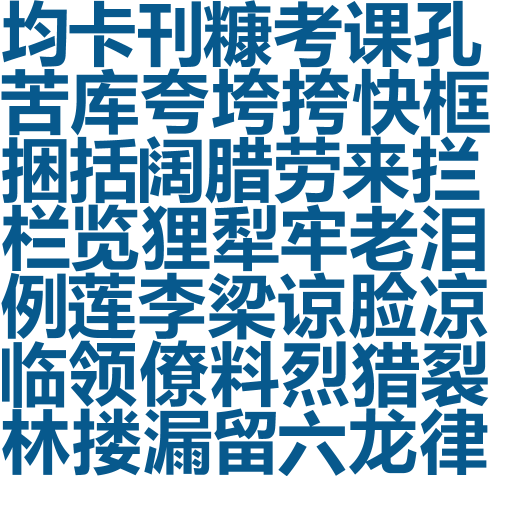 均卡刊糠考课孔
苦库夸垮挎快框
捆括阔腊劳来拦
栏览狸犁牢老泪
例莲李梁谅脸凉
临领僚料烈猎裂
林搂漏留六龙律